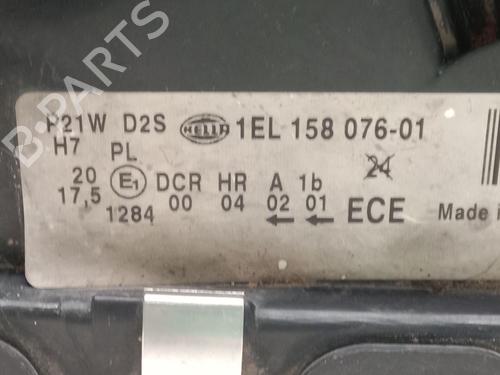 P21W D2S HELLA 1EL 158 076-01
H7 PL
24
20 E1 DCR HR A 1b
17,5 1284 00 04 02 01 ECE Made i